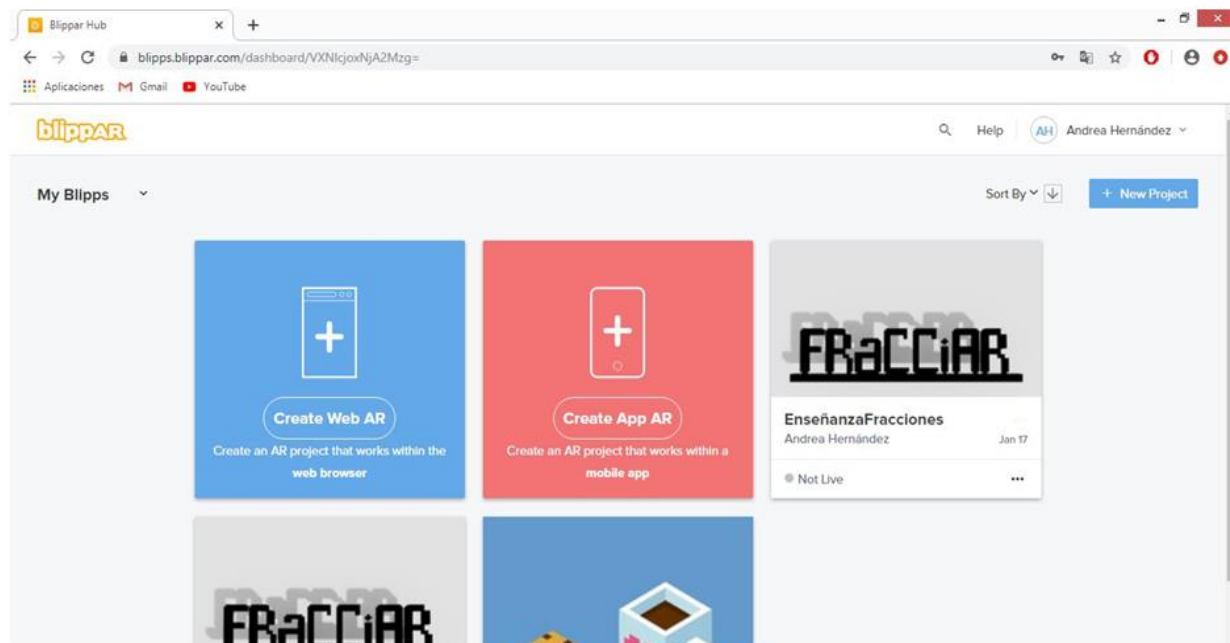 Blippar Hub
blipps.blippar.com/dashboard/VXNlcjoxNjA2Mzg=
Aplicaciones Gmail YouTube
blippAR
Help AH Andrea Hernández
My Blipps
Sort By + New Project
Create Web AR
Create an AR project that works within the
web browser
Create App AR
Create an AR project that works within a
mobile app
FRaCCiAR
EnseñanzaFracciones
Andrea Hernández Jan 17
Not Live
FRaCCiAR